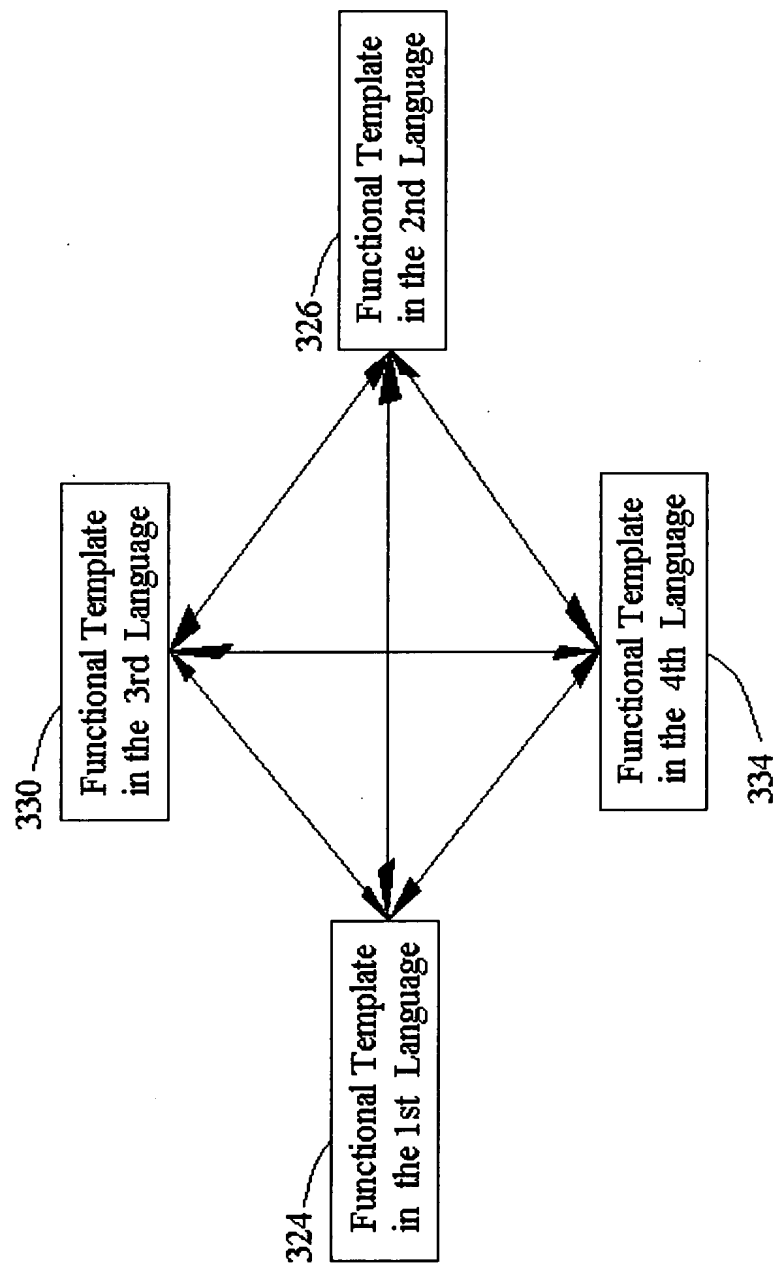 330
Functional Template
in the 3rd Language
324
Functional Template
in the 1st Language
326
Functional Template
in the 2nd Language
Functional Template
in the 4th Language
334